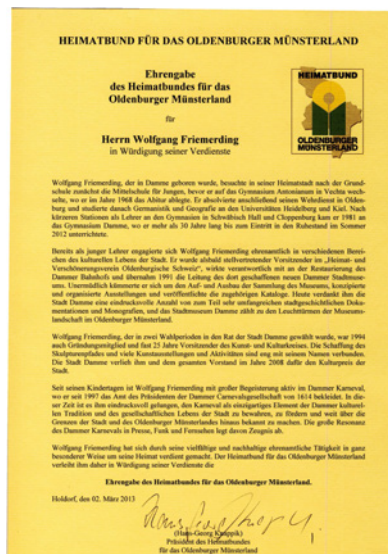 HEIMATBUND FÜR DAS OLDENBURGER MÜNSTERLAND
Ehrengabe
des Heimatbundes für das
Oldenburger Münsterland
für
Herrn Wolfgang Friemerding
in Würdigung seiner Verdienste
HEIMATBUND
OLDENBURGER
MÜNSTERLAND
Wolfgang Friemerding, der in Damme geboren wurde, besuchte in seiner Heimatstadt nach der Grund-
schule zunächst die Mittelschule für Jungen, bevor er auf das Gymnasium Antonianum in Vechta wech-
selte, wo er im Jahre 1968 das Abitur ablegte. Er absolvierte anschließend seinen Wehrdienst in Olden-
burg und studierte danach Germanistik und Geografie an den Universitäten Heidelberg und Kiel. Nach
kürzeren Stationen als Lehrer an den Gymnasien in Schwäbisch Hall und Cloppenburg kam er 1981 an
das Gymnasium Damme, wo er mehr als 30 Jahre lang bis zum Eintritt in den Ruhestand im Sommer
2012 unterrichtete.
Bereits als junger Lehrer engagierte sich Wolfgang Friemerding ehrenamtlich in verschiedenen Berei-
chen des kulturellen Lebens der Stadt. Er wurde alsbald stellvertretender Vorsitzender im „Heimat- und
Verschönerungsverein Oldenburgische Schweiz“, wirkte verantwortlich mit an der Restaurierung des
Dammer Bahnhofs und übernahm 1991 die Leitung des dort geschaffenen neuen Dammer Stadtmuse-
ums. Unermüdlich kümmerte er sich um den Auf- und Ausbau der Sammlung des Museums, konzipierte
und organisierte Ausstellungen und veröffentlichte die zugehörigen Kataloge. Heute verdankt ihm die
Stadt Damme eine eindrucksvolle Anzahl von zum Teil sehr umfangreichen stadtgeschichtlichen Doku-
mentationen und Monografien, und das Stadtmuseum Damme zählt zu den Leuchttürmen der Museums-
landschaft im Oldenburger Münsterland.
Wolfgang Friemerding, der in zwei Wahlperioden in den Rat der Stadt Damme gewählt wurde, war 1994
auch Gründungsmitglied und fast 25 Jahre Vorsitzender des Kunst- und Kulturkreises. Die Schaffung des
Skulpturenpfades und viele Kunstausstellungen und Aktivitäten sind eng mit seinem Namen verbunden.
Die Stadt Damme verlieh ihm und dem gesamten Vorstand im Jahre 2008 dafür den Kulturpreis der
Stadt.
Seit seinen Kindertagen ist Wolfgang Friemerding mit großer Begeisterung aktiv im Dammer Karneval,
wo er seit 1997 das Amt des Präsidenten der Dammer Carnevalsgesellschaft von 1614 bekleidet. In die-
ser Zeit ist es ihm eindrucksvoll gelungen, den Karneval als einzigartiges Element der Dammer kulturel-
len Tradition und des gesellschaftlichen Lebens der Stadt zu bewahren, zu fördern und weit über die
Grenzen der Stadt und des Oldenburger Münsterlandes hinaus bekannt zu machen. Die große Resonanz
des Dammer Karnevals in Presse, Funk und Fernsehen legt davon Zeugnis ab.
Wolfgang Friemerding hat sich durch seine vielfältige und nachhaltige ehrenamtliche Tätigkeit in ganz
besonderer Weise um seine Heimat verdient gemacht. Der Heimatbund für das Oldenburger Münsterland
verleiht ihm daher in Würdigung seiner Verdienste die
Ehrengabe des Heimatbundes für das Oldenburger Münsterland.
Holdorf, den 02. März 2013
(Hans-Georg Knappik)
Präsident des Heimatbundes
für das Oldenburger Münsterland